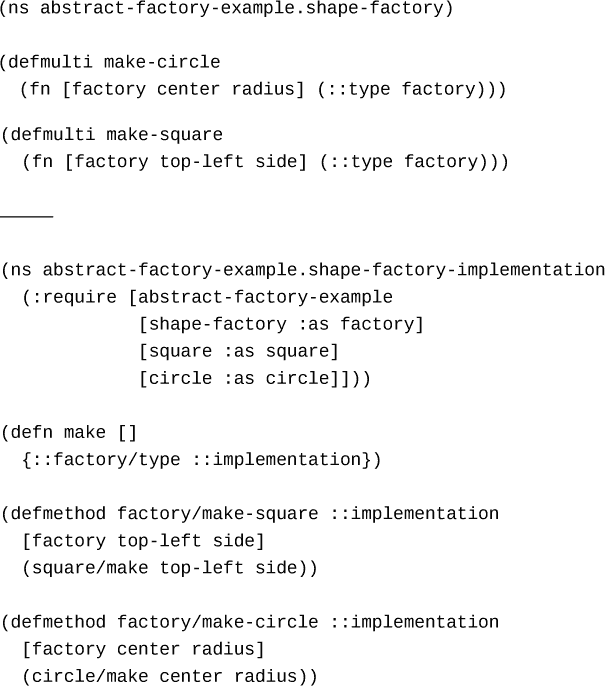 (ns abstract-factory-example.shape-factory)
(defmulti make-circle
(fn [factory center radius] (::type factory)))
(defmulti make-square
(fn [factory top-left side] (::type factory)))
(ns abstract-factory-example.shape-factory-implementation
(:require [abstract-factory-example
[shape-factory :as factory]
[square :as square]
[circle :as circle]]))
(defn make []
{::factory/type ::implementation})
(defmethod factory/make-square ::implementation
[factory top-left side]
(square/make top-left side))
(defmethod factory/make-circle ::implementation
[factory center radius]
(circle/make center radius))